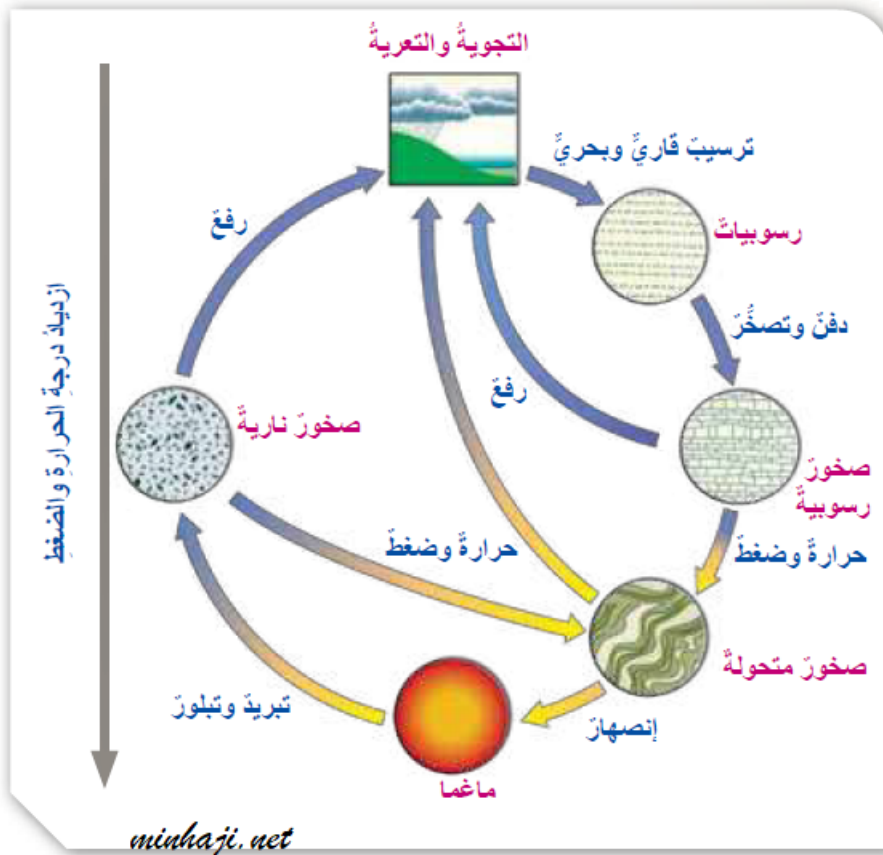 التجويةُ والتعريةُ
ترسيبٌ قاريٌّ وبحريٌّ
رسوبياتٌ
دفنٌ وتصخُّرٌ
صخورٌ
رسوبيةٌ
حرارةٌ وضغطٌ
صخورٌ متحولةٌ
إنصهارٌ
ماغما
تبريدٌ وتبلورٌ
صخورٌ ناريةٌ
رفعٌ
رفعٌ
حرارةٌ وضغطٌ
ازديادُ درجةِ الحرارةِ والضغطِ
minhaji.net